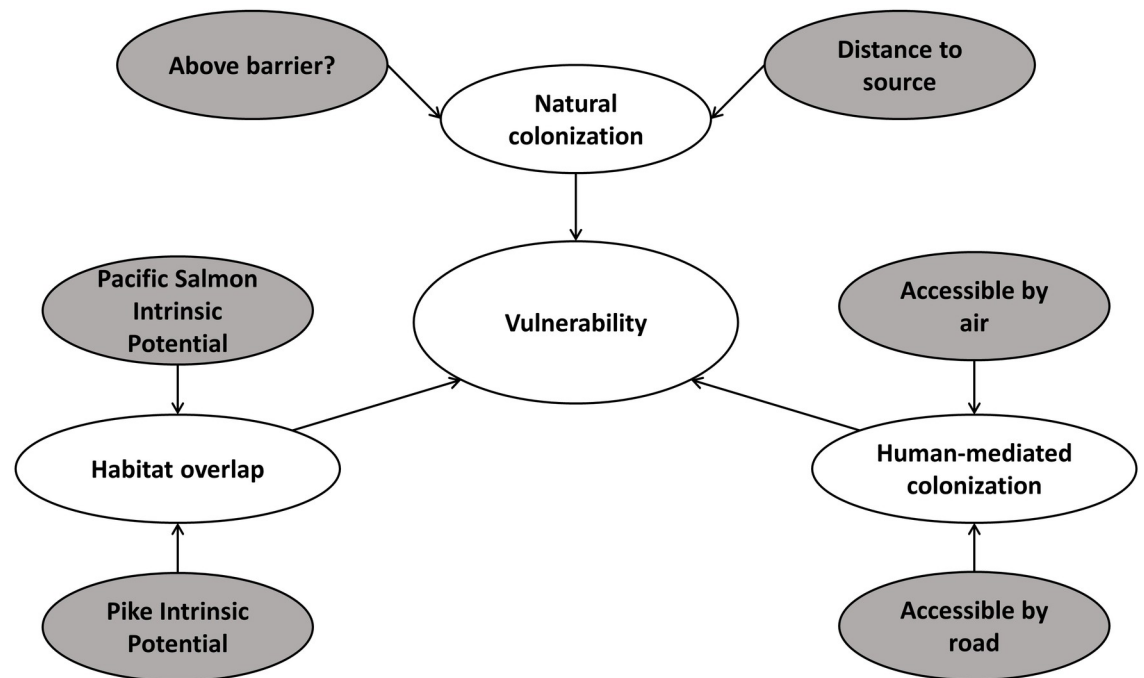 Above barrier?
Distance to
source
Natural
colonization
Pacific Salmon
Intrinsic
Potential
Vulnerability
Accessible by
air
Habitat overlap
Human-mediated
colonization
Pike Intrinsic
Potential
Accessible by
road